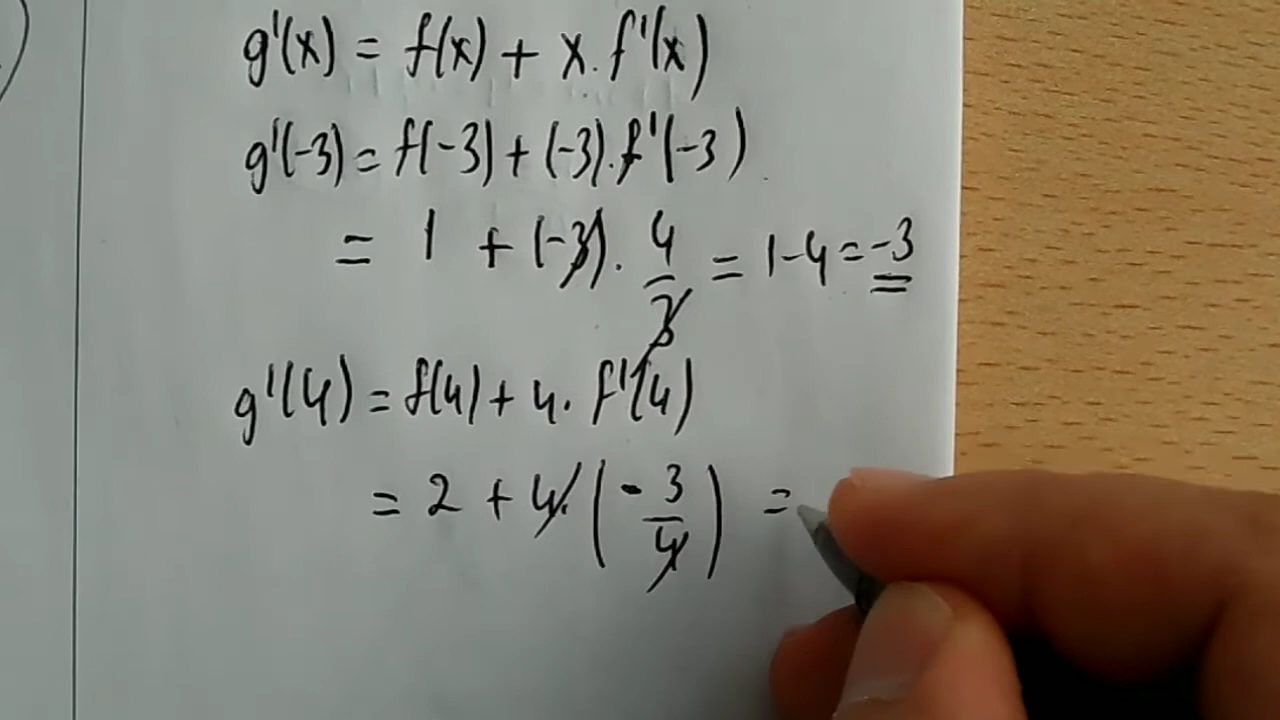 g'(x) = f(x) + x. f'(x)
g'(-3) = f(-3) + (-3). f'(-3)
= 1 + (-3). 4/3 = 1-4 = -3
g'(4) = f(4) + 4. f'(4)
= 2 + 4. (- 3/4) =